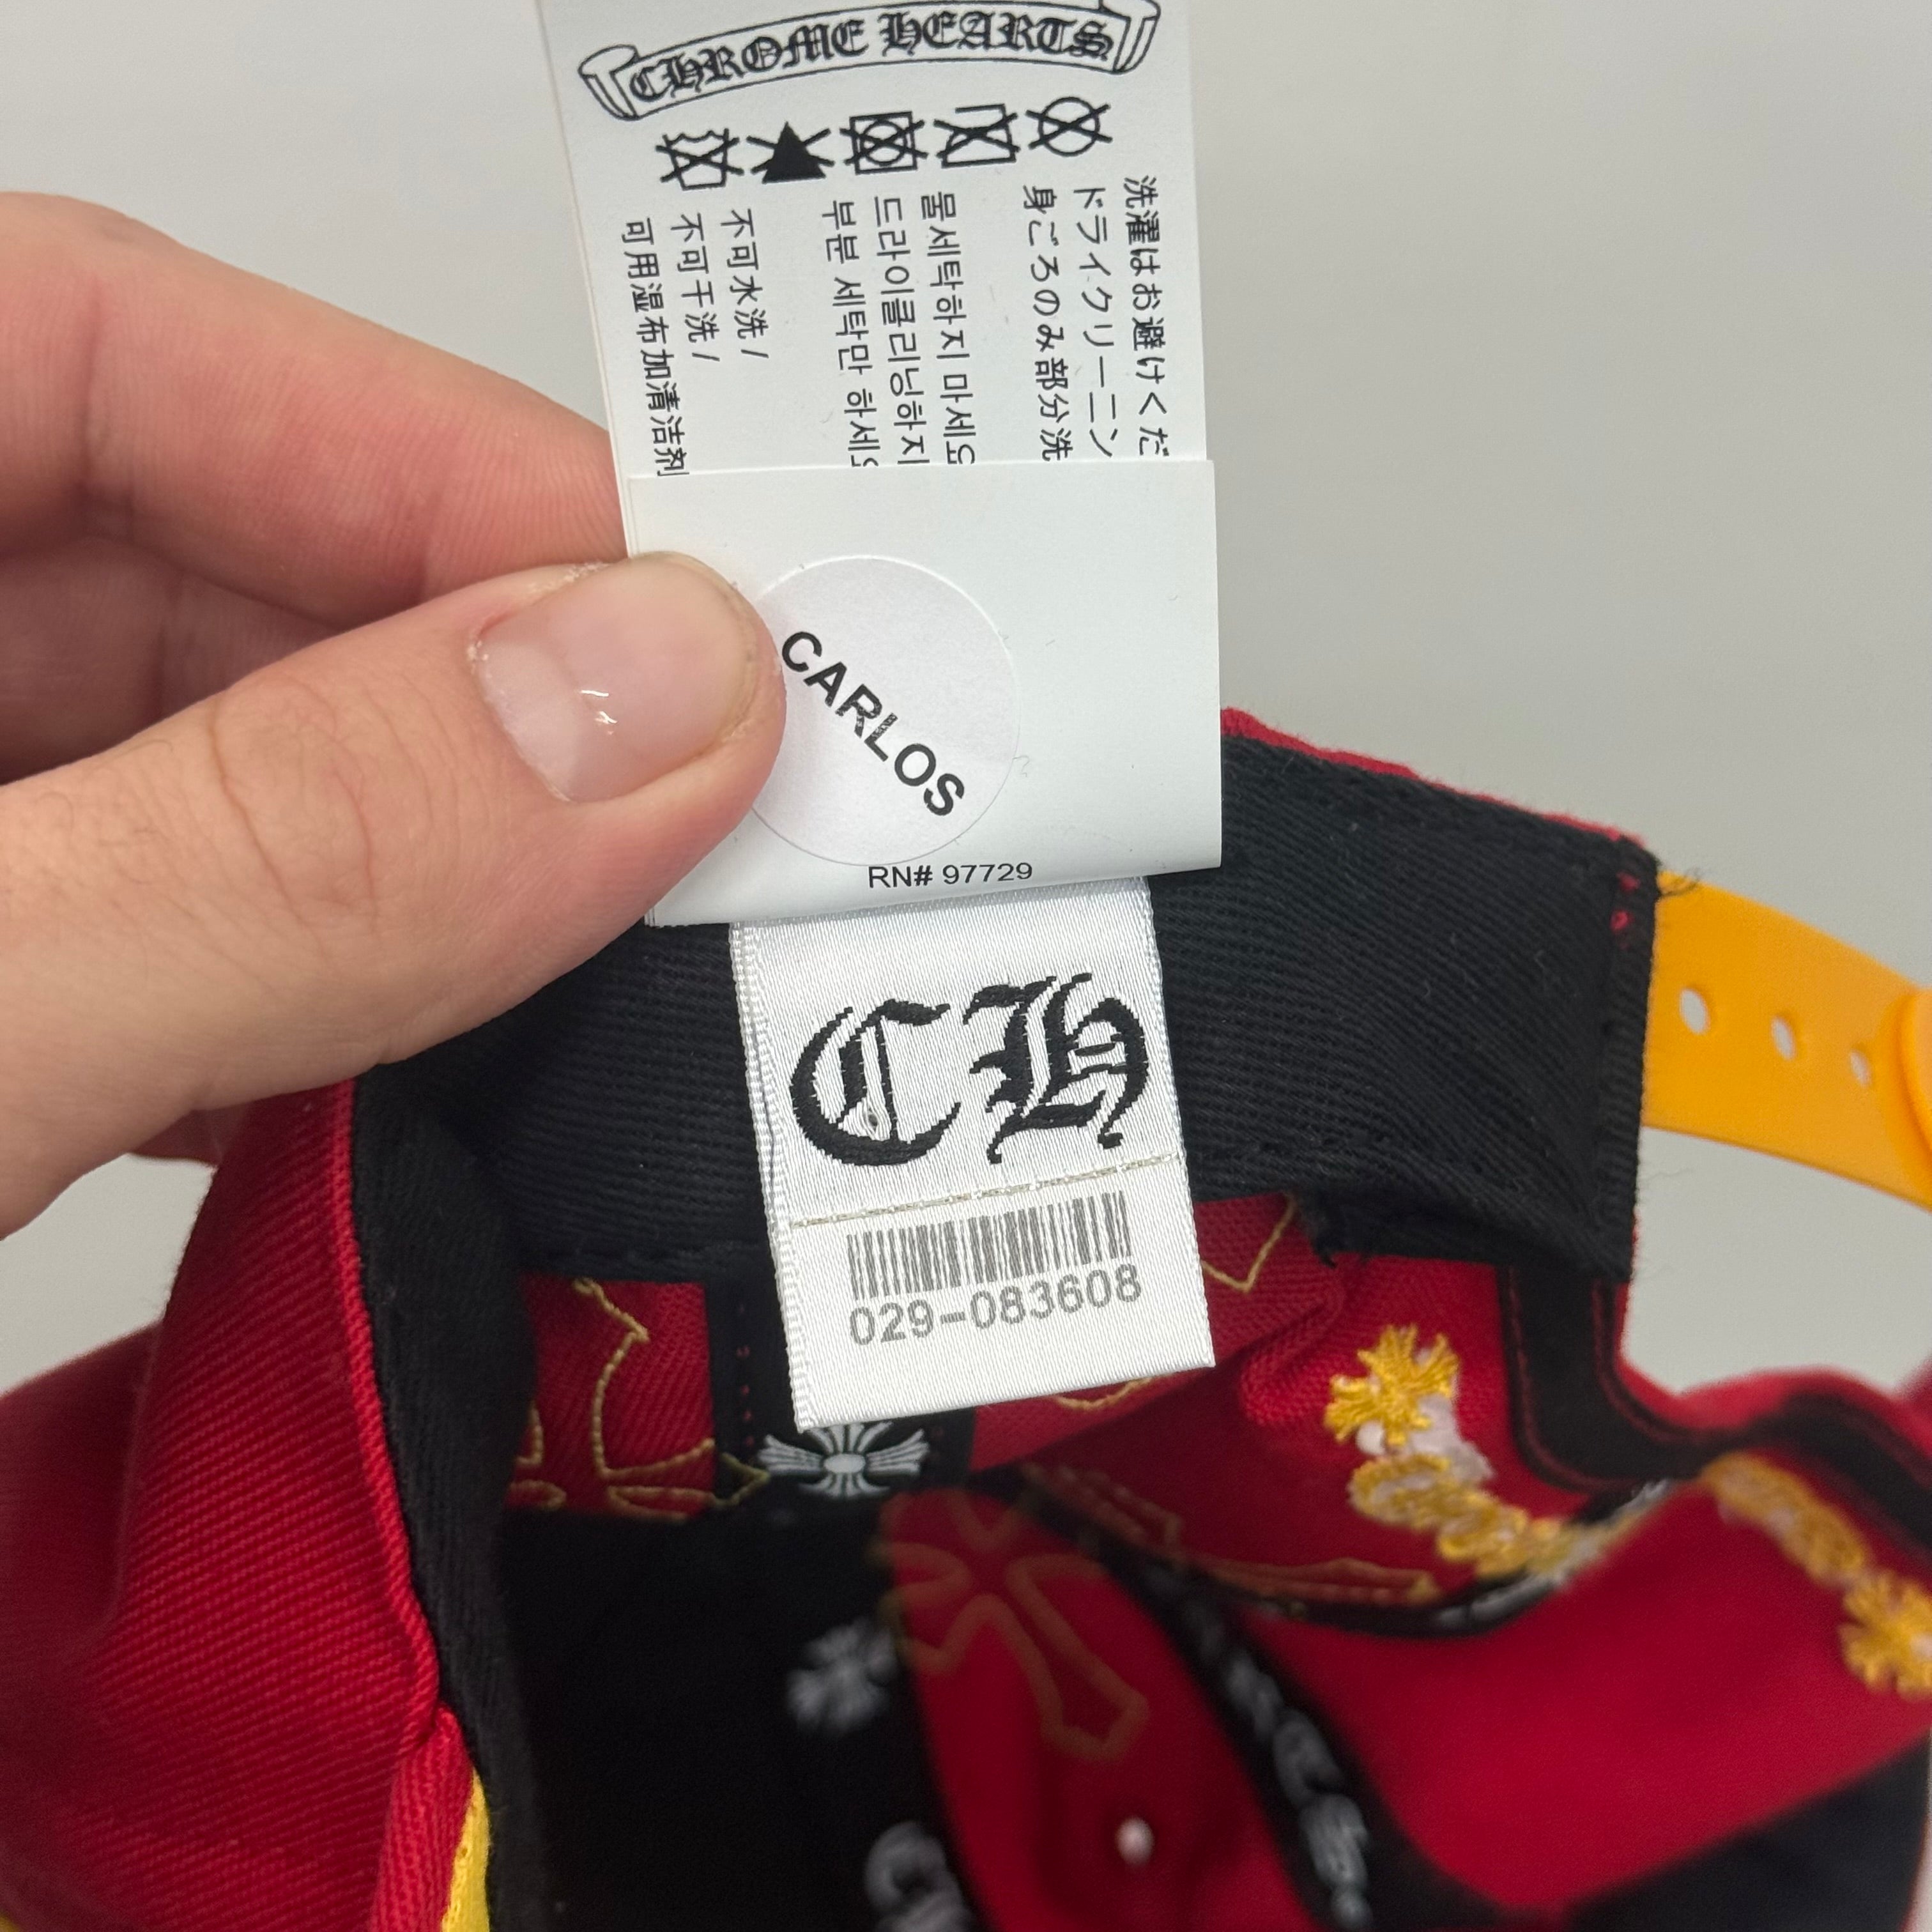 CHROME HEARTS
洗濯はお避けくだ
ドライクリーニン
身ごろのみ部分洗
물세탁하지 마세요
드라이클리닝하지
부분 세탁만 하세요
不可水洗/
不可干洗/
可用湿布加清洁剂
CARLOS
RN# 97729
CH
029-083608